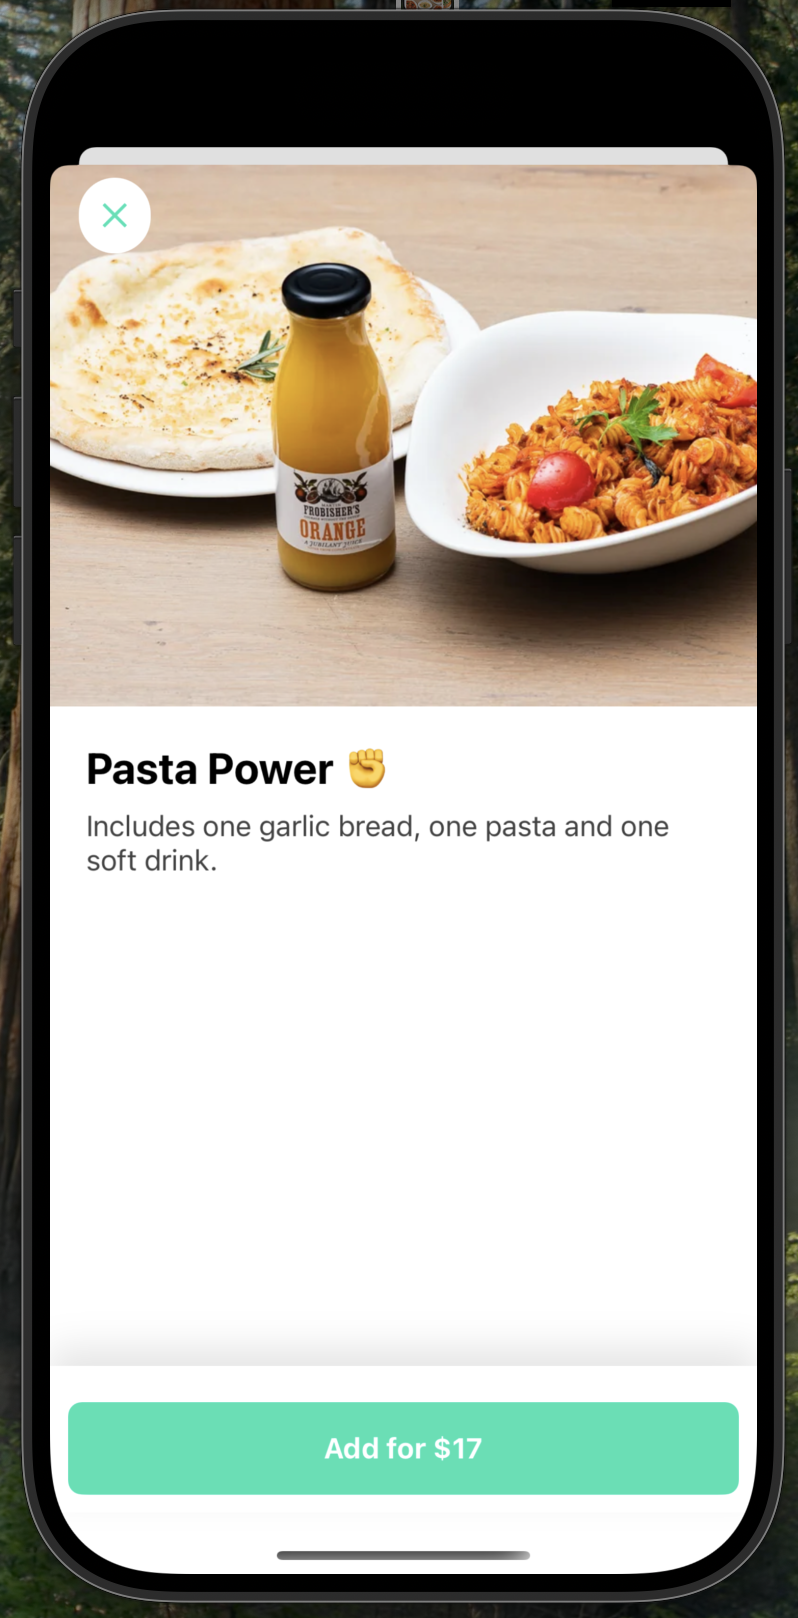 FROBISHER'S
ORANGE
A JUBILANT JUICE
Pasta Power ✊
Includes one garlic bread, one pasta and one
soft drink.
Add for $17